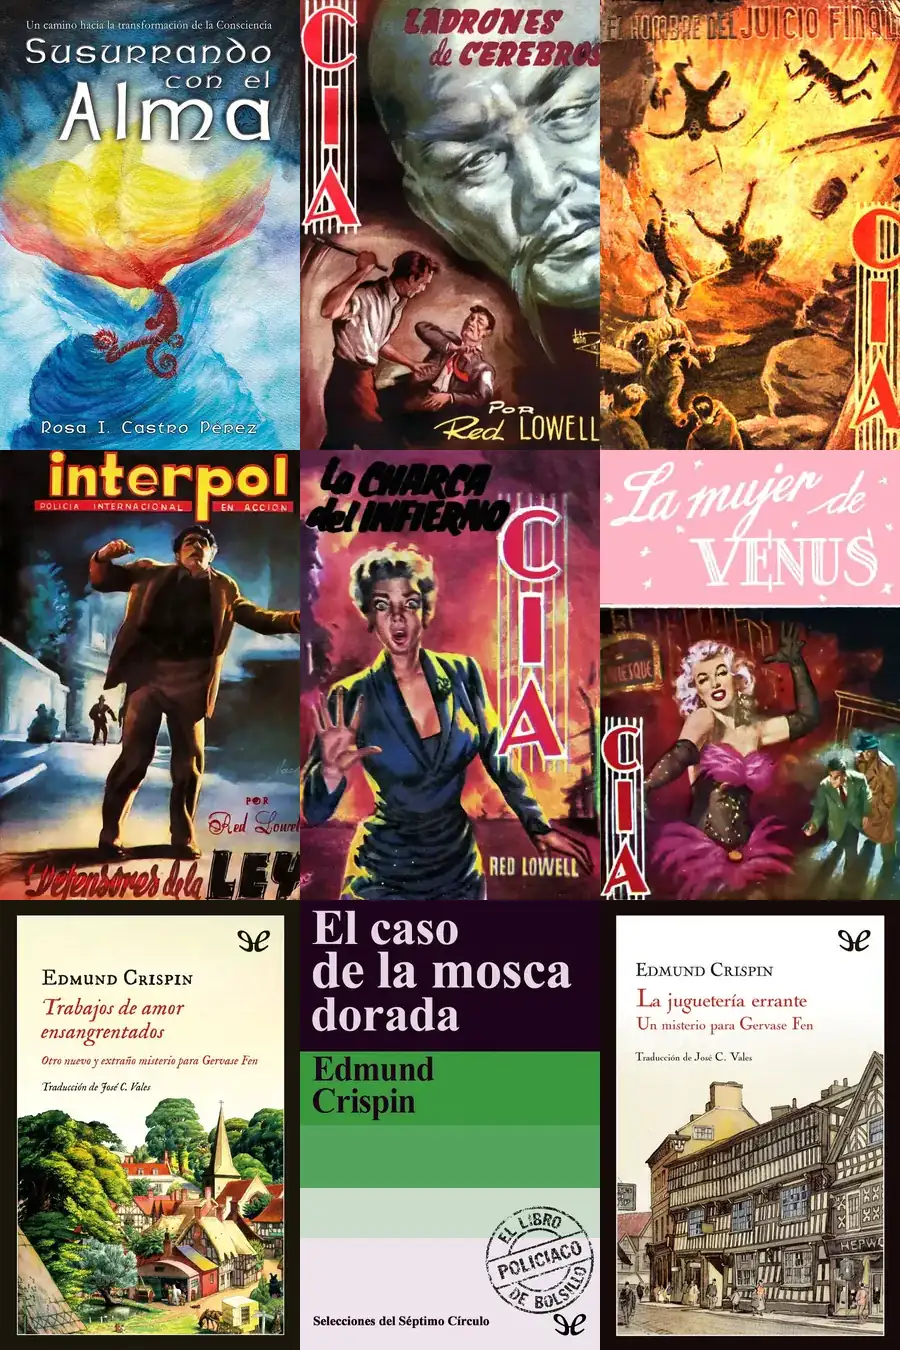 Un camino hacia la transformación de la Consciencia
Susurrando
con el
Alma
Rosa I. Castro Pérez
LADRONES
de CEREBROS
CIA
POR
Red LOWELL
EL HOMBRE DEL JUICIO FINAL
CIA
interpol
POLICIA INTERNACIONAL EN ACCION
POR
Red Lowel
Defensores de la
LEY
La CHARCA
del INFIERNO
CIA
RED LOWELL
La mujer de
VENUS
CIA
EDMUND CRISPIN
Trabajos de amor
ensangrentados
Otro nuevo y extraño misterio para Gervase Fen
Traducción de José C. Vales
El caso
de la mosca
dorada
Edmund
Crispin
EL LIBRO
POLICIACO
DE BOLSILLO
Selecciones del Séptimo Círculo
EDMUND CRISPIN
La juguetería errante
Un misterio para Gervase Fen
Traducción de José C. Vales
HEPWO